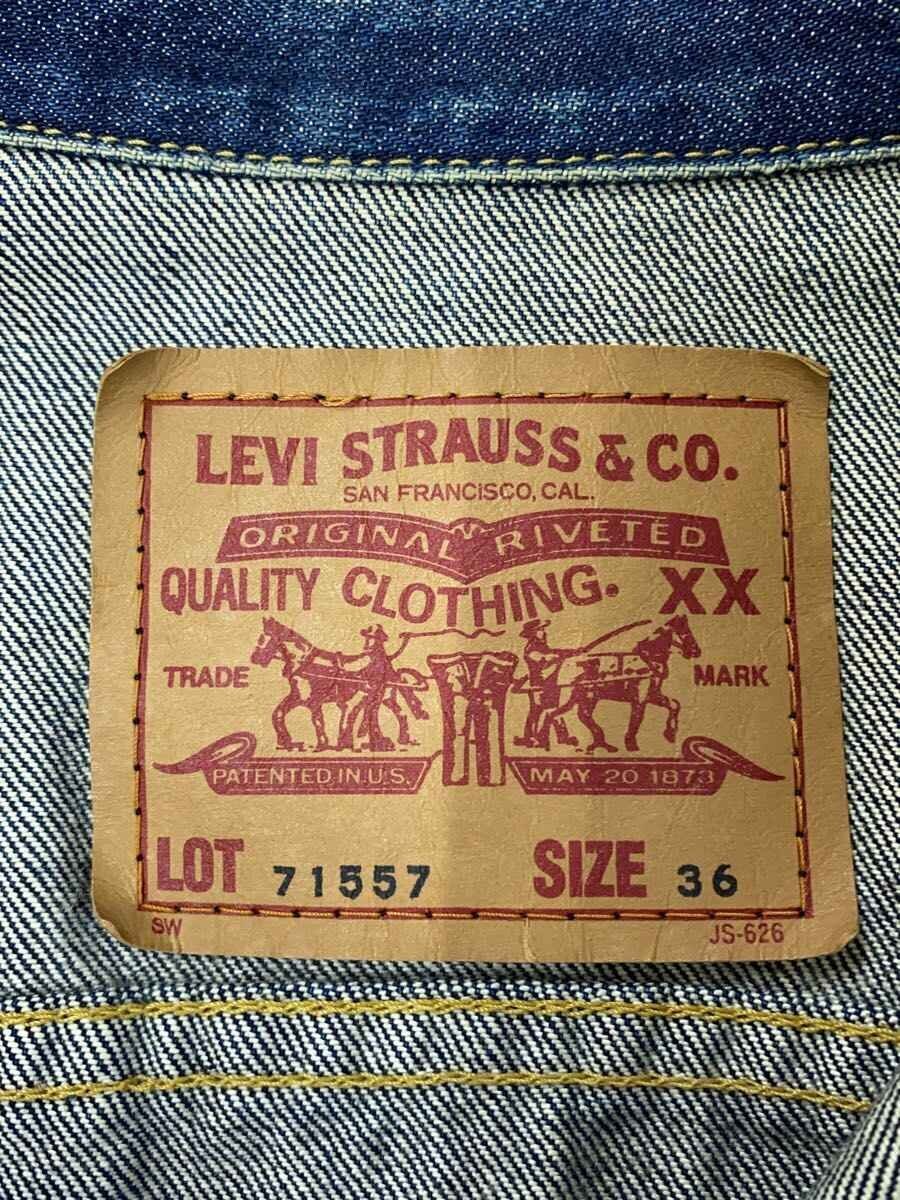 LEVI STRAUSS & CO.
SAN FRANCISCO, CAL.
ORIGINAL RIVETED
QUALITY CLOTHING. XX
TRADE MARK
PATENTED IN U.S. MAY 20 1873
LOT 71557 SIZE 36
SW JS-626